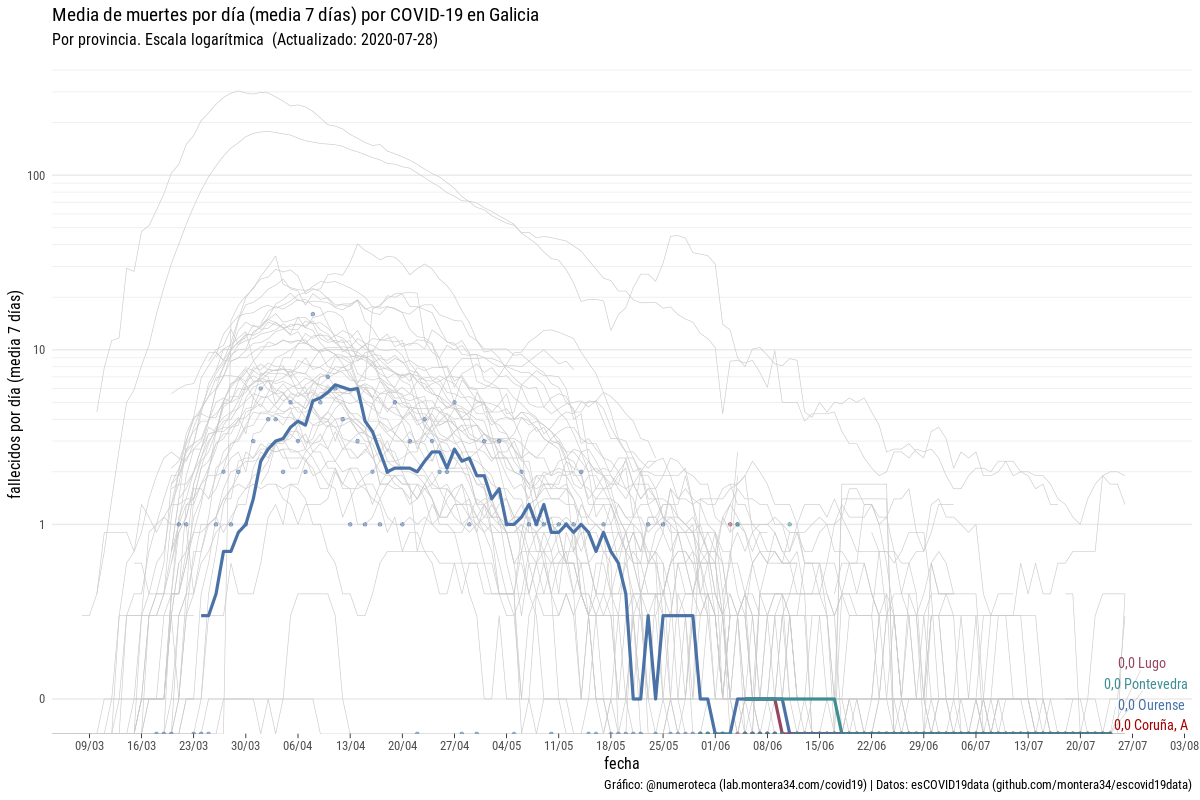 Media de muertes por día (media 7 días) por COVID-19 en Galicia
Por provincia. Escala logarítmica  (Actualizado: 2020-07-28)
fallecidos por día (media 7 días)
100
10
1
0
0,0 Lugo
0,0 Pontevedra
0,0 Ourense
0,0 Coruña, A
09/03 16/03 23/03 30/03 06/04 13/04 20/04 27/04 04/05 11/05 18/05 25/05 01/06 08/06 15/06 22/06 29/06 06/07 13/07 20/07 27/07 03/08
fecha
Gráfico: @numeroteca (lab.montera34.com/covid19) | Datos: esCOVID19data (github.com/montera34/escovid19data)